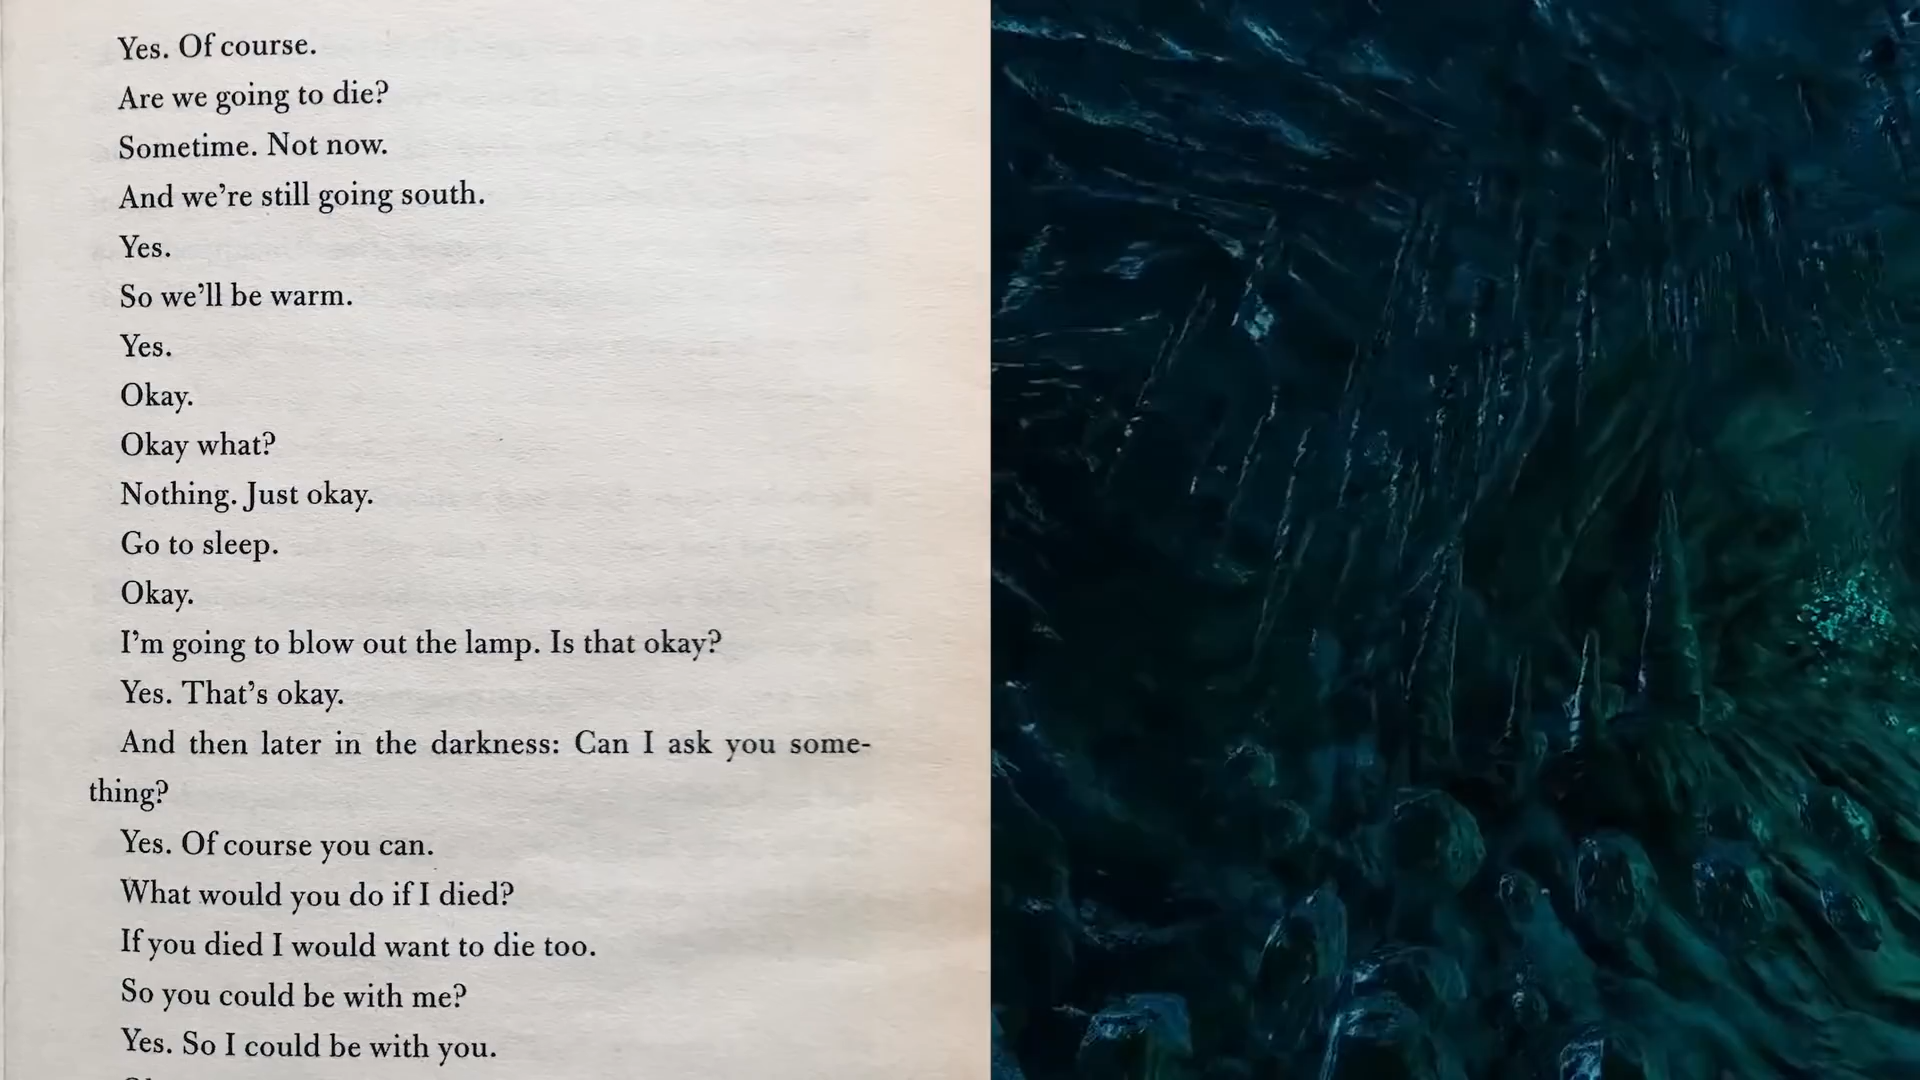 Yes. Of course.
Are we going to die?
Sometime. Not now.
And we're still going south.
Yes.
So we'll be warm.
Yes.
Okay.
Okay what?
Nothing. Just okay.
Go to sleep.
Okay.
I'm going to blow out the lamp. Is that okay?
Yes. That's okay.
And then later in the darkness: Can I ask you some-
thing?
Yes. Of course you can.
What would you do if I died?
If you died I would want to die too.
So you could be with me?
Yes. So I could be with you.